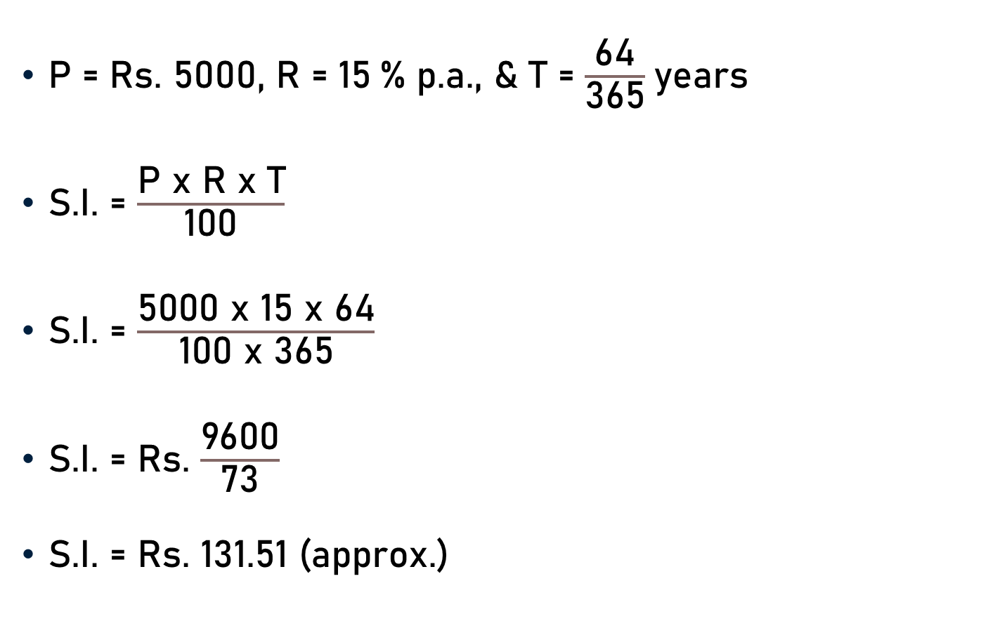 • P = Rs. 5000, R = 15 % p.a., & T = 64/365 years
• S.I. = P x R x T / 100
• S.I. = 5000 x 15 x 64 / 100 x 365
• S.I. = Rs. 9600/73
• S.I. = Rs. 131.51 (approx.)